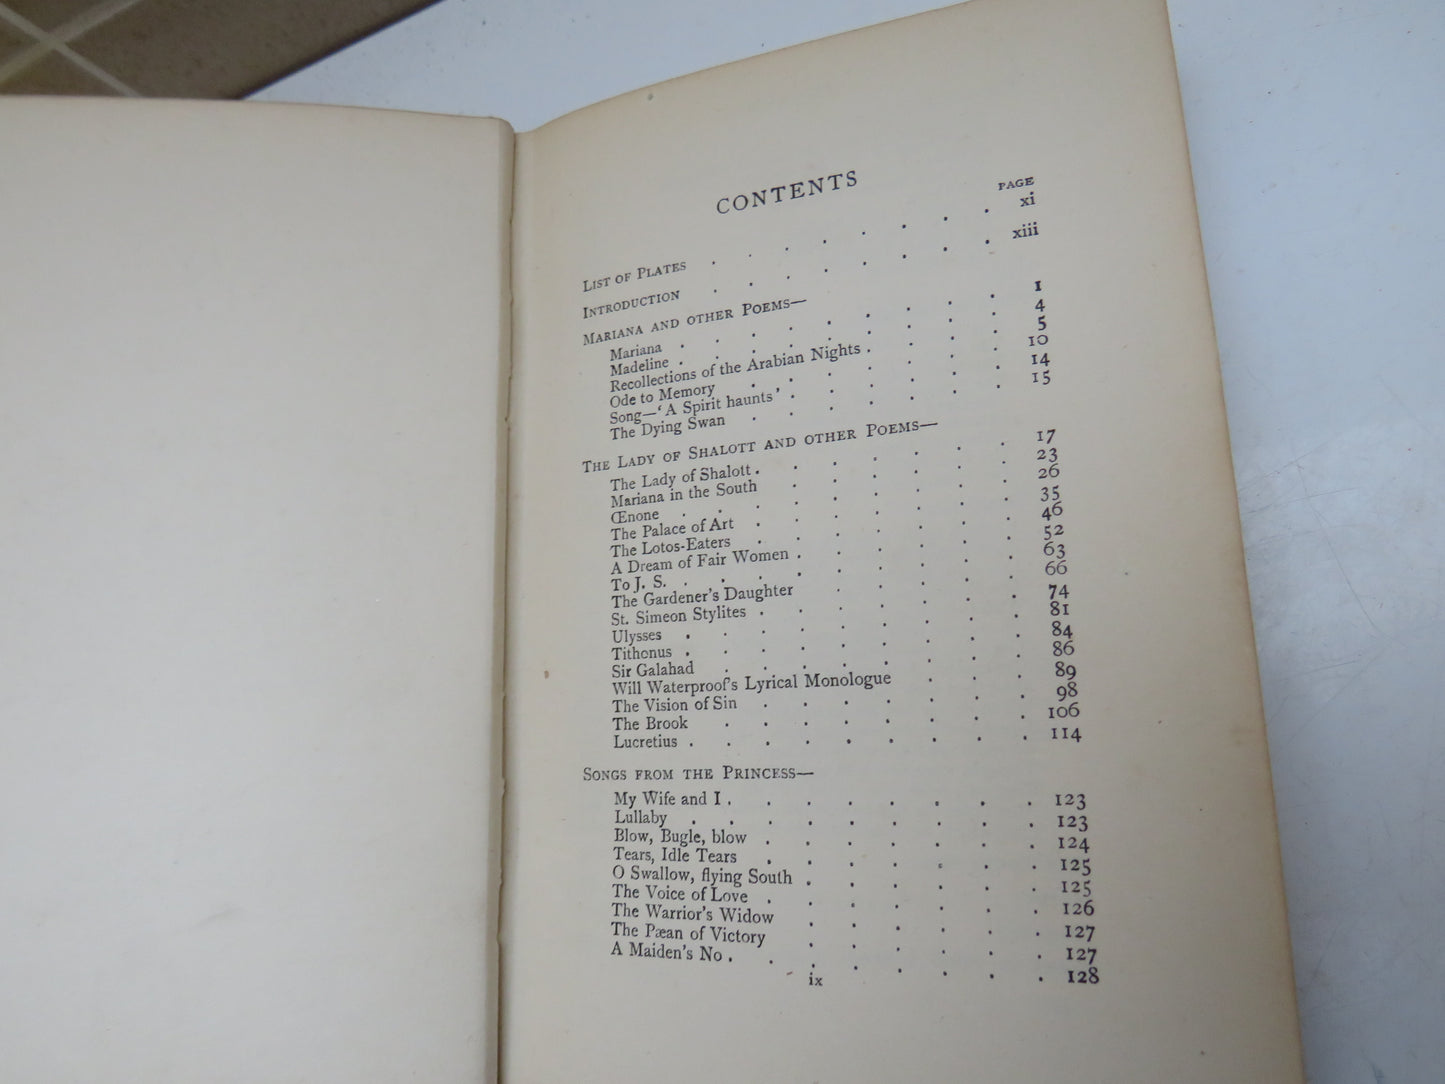 CONTENTS
PAGE
LIST OF PLATES . . . . . . . . xi
INTRODUCTION . . . . . . . . xiii
MARIANA AND OTHER POEMS—
Mariana . . . . . . . . . 1
Madeline . . . . . . . . . 4
Recollections of the Arabian Nights . . . . . 5
Ode to Memory . . . . . . . 10
Song—‘A Spirit haunts’ . . . . . . 14
The Dying Swan . . . . . . . 15
THE LADY OF SHALOTT AND OTHER POEMS—
The Lady of Shalott . . . . . . . 17
Mariana in the South . . . . . . 23
Œnone . . . . . . . . . 26
The Palace of Art . . . . . . . 35
The Lotos-Eaters . . . . . . . 46
A Dream of Fair Women . . . . . . 52
To J. S. . . . . . . . . . 63
The Gardener's Daughter . . . . . 66
St. Simeon Stylites . . . . . . . 74
Ulysses . . . . . . . . . 81
Tithonus . . . . . . . . . 84
Sir Galahad . . . . . . . . 86
Will Waterproof's Lyrical Monologue . . . 89
The Vision of Sin . . . . . . . 98
The Brook . . . . . . . . 106
Lucretius . . . . . . . . . 114
SONGS FROM THE PRINCESS—
My Wife and I . . . . . . . . 123
Lullaby . . . . . . . . . 123
Blow, Bugle, blow . . . . . . . 124
Tears, Idle Tears . . . . . . . 125
O Swallow, flying South . . . . . . 125
The Voice of Love . . . . . . . 126
The Warrior's Widow . . . . . . 127
The Pæan of Victory . . . . . . 127
A Maiden's No . . . . . . . . 128
ix